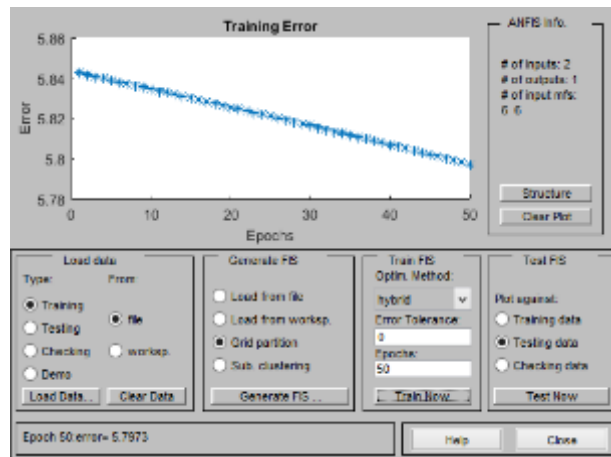 Training Error
5.86
5.84
5.82
5.8
5.78
Error
0 10 20 30 40 50
Epochs
ANFIS Info.
# of inputs: 2
# of outputs: 1
# of input mfs:
6 6
Structure
Clear Plot
Load data
Type: From:
Training
Testing
Checking
Demo
file
worksp.
Load Data... Clear Data
Generate FIS
Load from file
Load from worksp.
Grid partition
Sub. clustering
Generate FIS ...
Train FIS
Optim. Method:
hybrid
Error Tolerance:
0
Epochs:
50
Train Now
Test FIS
Plot against:
Training data
Testing data
Checking data
Test Now
Epoch 50:error= 5.7973
Help Close